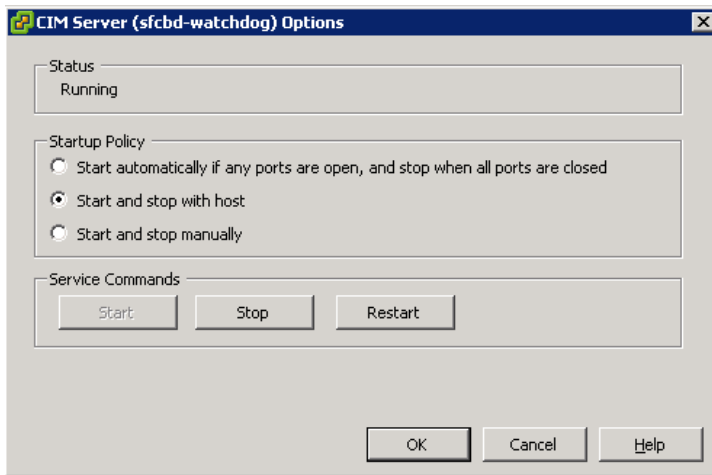 CIM Server (sfcbd-watchdog) Options
Status
Running
Startup Policy
Start automatically if any ports are open, and stop when all ports are closed
Start and stop with host
Start and stop manually
Service Commands
Start Stop Restart
OK Cancel Help